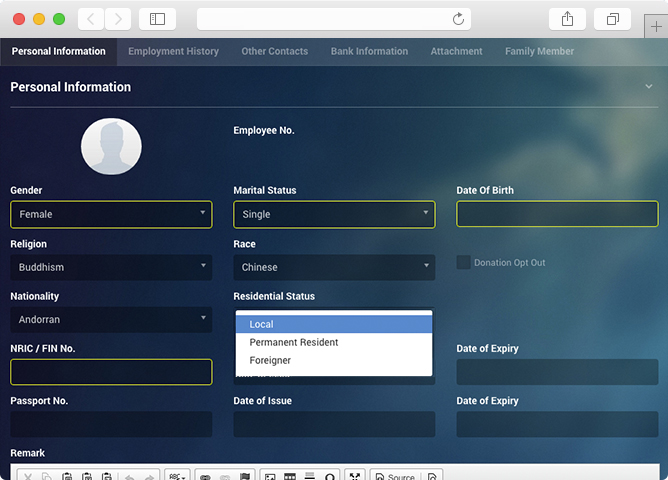 Personal Information Employment History Other Contacts Bank Information Attachment Family Member
Personal Information
Employee No.
Gender Marital Status Date Of Birth
Female Single
Religion Race
Buddhism Chinese Donation Opt Out
Nationality Residential Status
Andorran
Local
Permanent Resident
Foreigner
NRIC / FIN No. Date of Expiry
Passport No. Date of Issue Date of Expiry
Remark
ABC Source